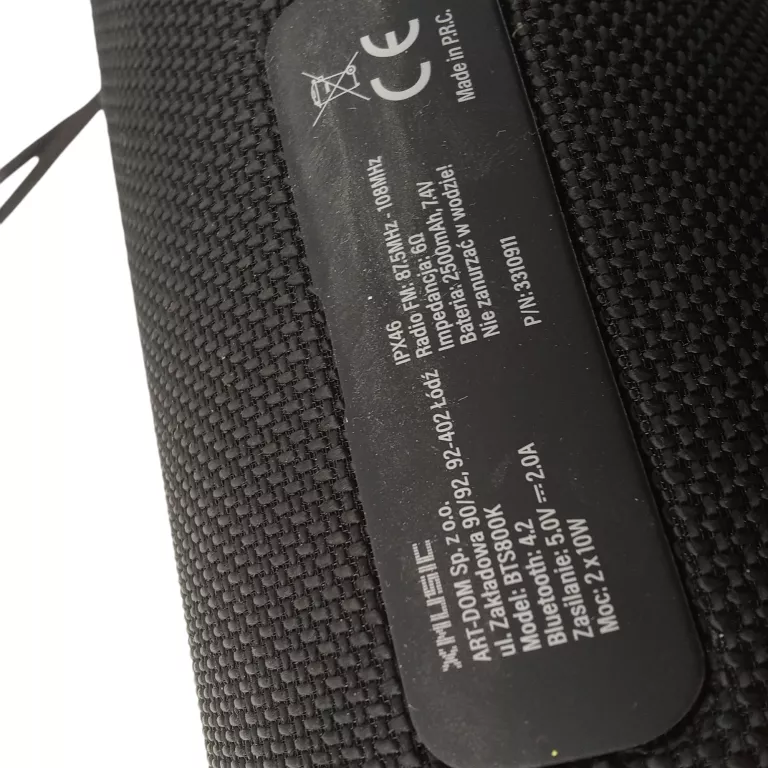 XMUSIC
ART-DOM Sp. z o.o.
ul. Zakładowa 90/92, 92-402 Łódź
Model: BTS800K
Bluetooth: 4.2
Zasilanie: 5.0V ⎓ 2.0A
Moc: 2 x 10W
IPX46
Radio FM: 87.5MHz - 108MHz
Impedancja: 6Ω
Bateria: 2500mAh, 7.4V
Nie zanurzać w wodzie!
P/N: 3310911
CE
Made in P.R.C.